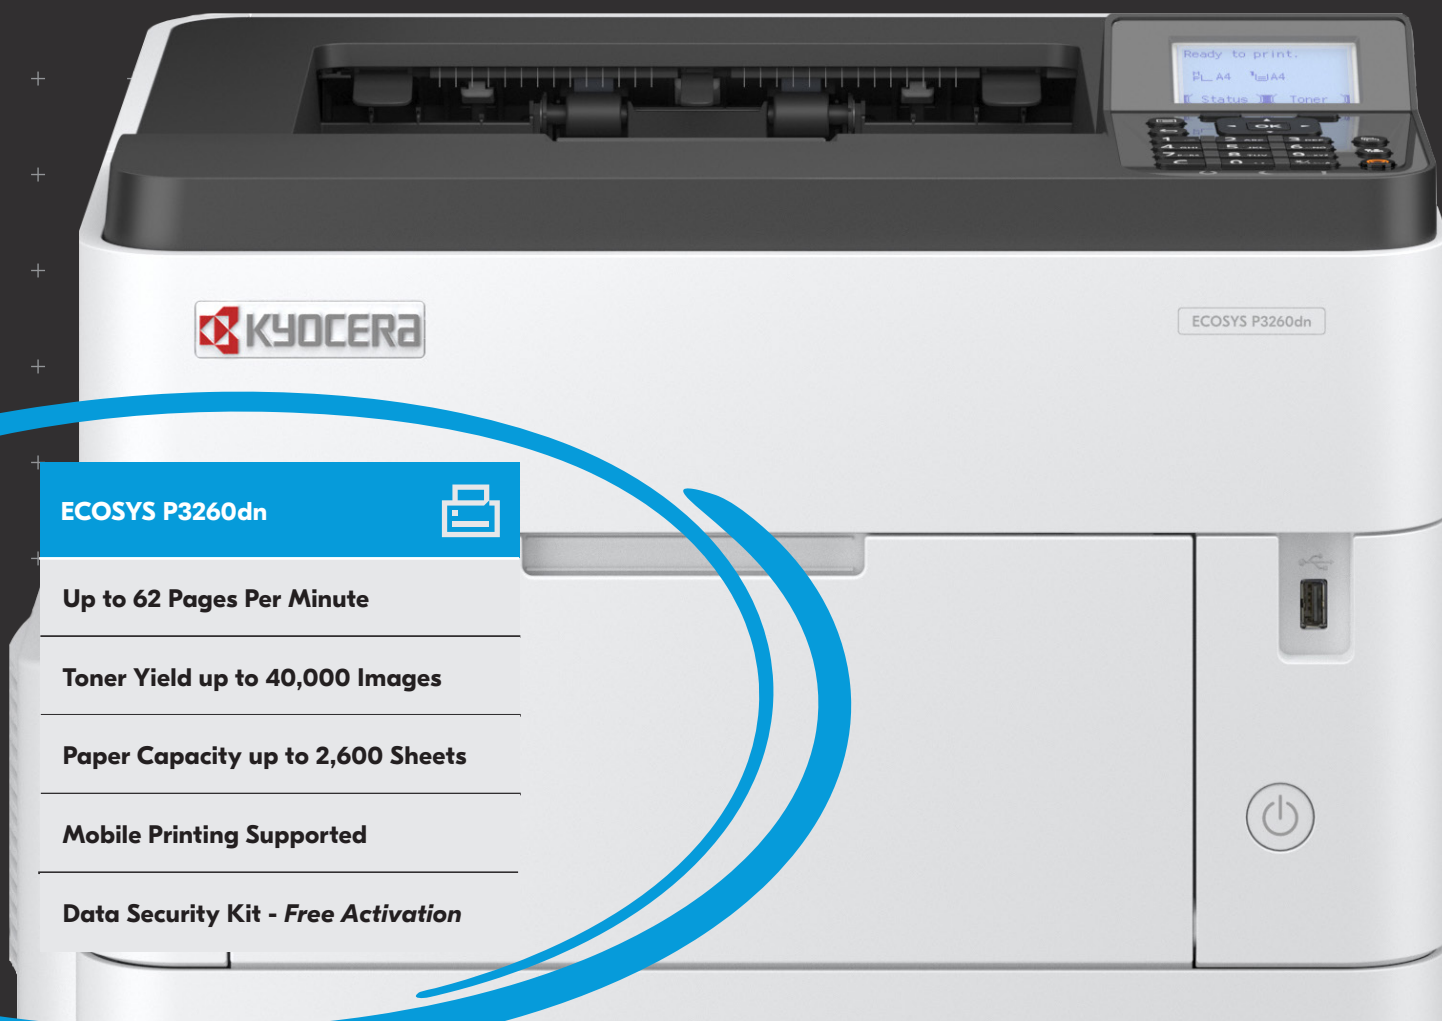 Ready to print.
A4 A4
Status Toner
OK
KYOCERA
ECOSYS P3260dn
ECOSYS P3260dn
Up to 62 Pages Per Minute
Toner Yield up to 40,000 Images
Paper Capacity up to 2,600 Sheets
Mobile Printing Supported
Data Security Kit - Free Activation